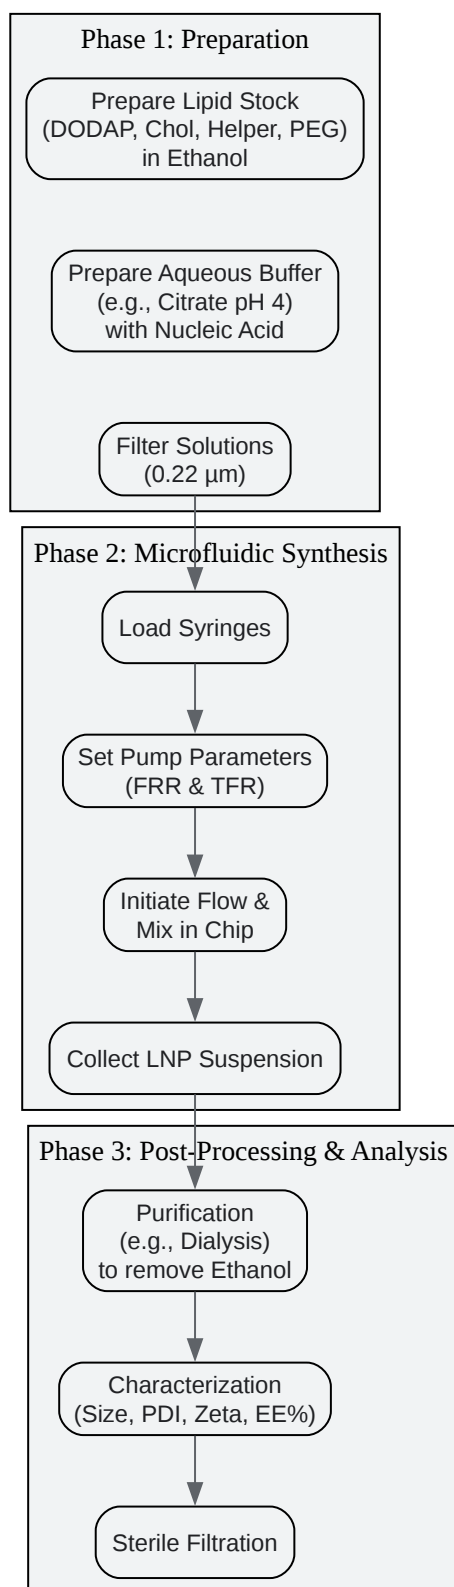 Phase 1: Preparation
Prepare Lipid Stock
(DODAP, Chol, Helper, PEG)
in Ethanol
Prepare Aqueous Buffer
(e.g., Citrate pH 4)
with Nucleic Acid
Filter Solutions
(0.22 µm)
Phase 2: Microfluidic Synthesis
Load Syringes
Set Pump Parameters
(FRR & TFR)
Initiate Flow &
Mix in Chip
Collect LNP Suspension
Phase 3: Post-Processing & Analysis
Purification
(e.g., Dialysis)
to remove Ethanol
Characterization
(Size, PDI, Zeta, EE%)
Sterile Filtration